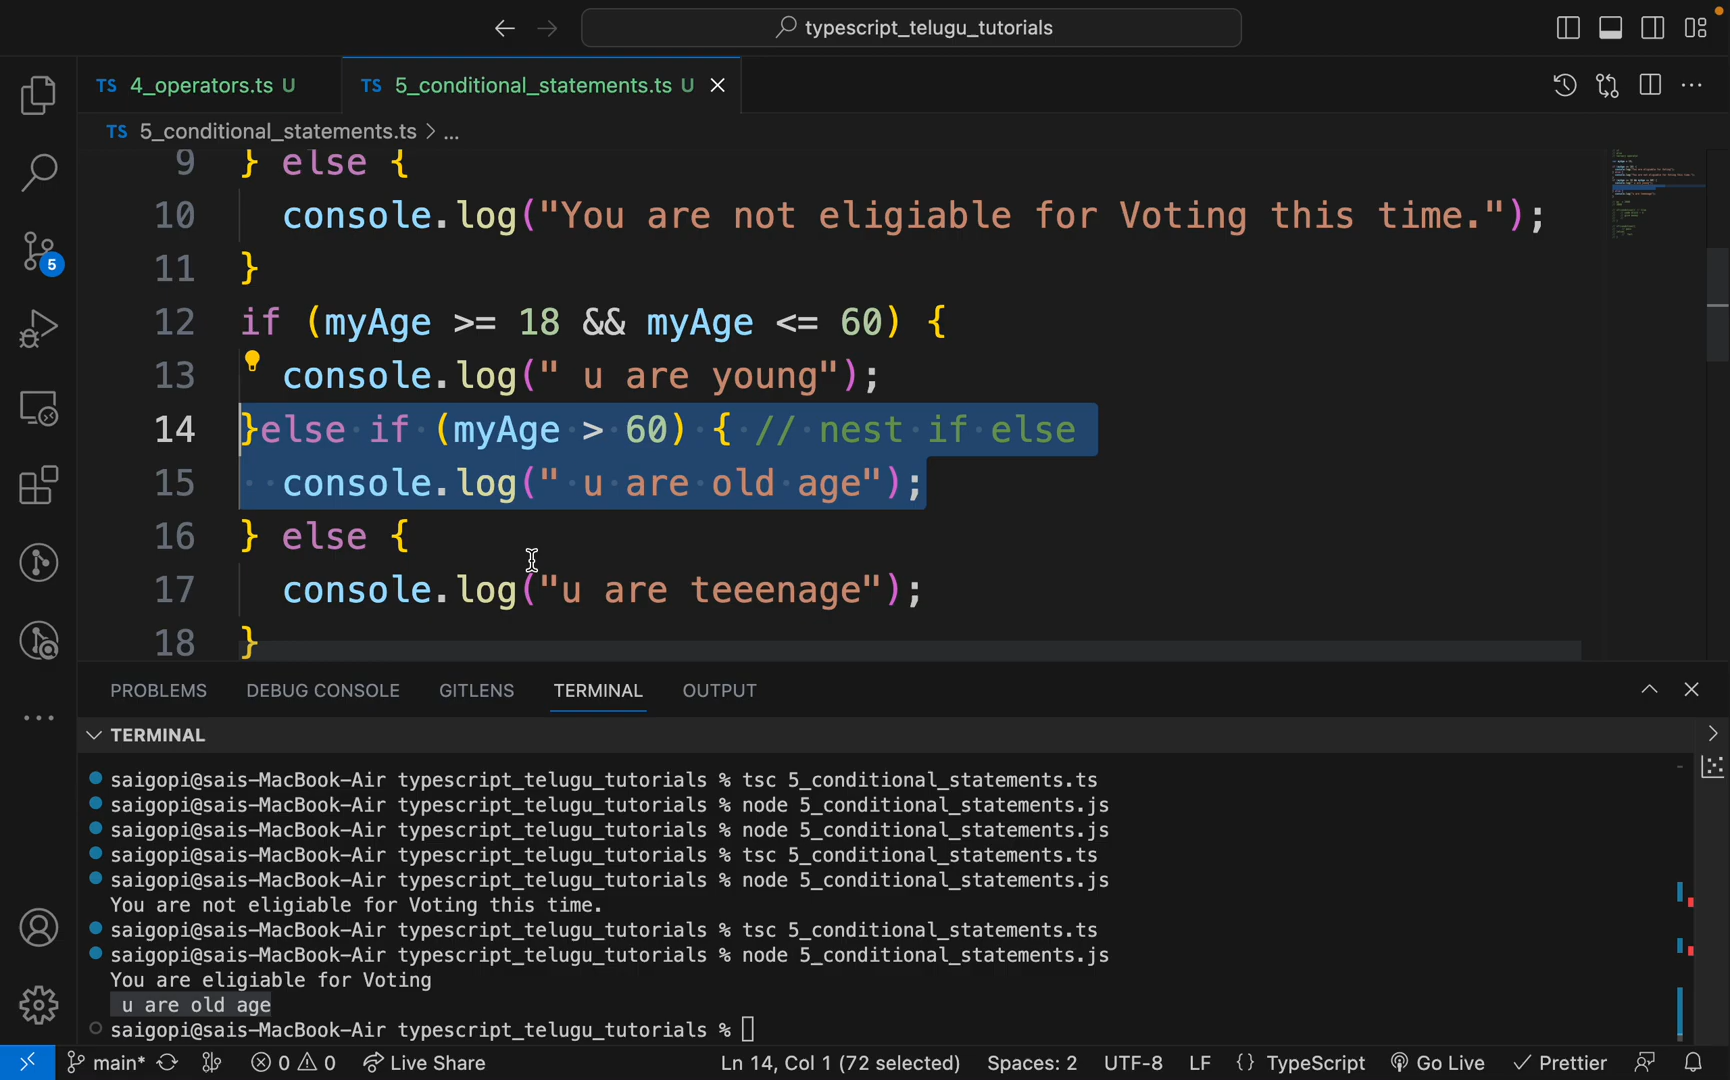 typescript_telugu_tutorials
TS 4_operators.ts U
TS 5_conditional_statements.ts U
TS 5_conditional_statements.ts > ...
9 } else {
10 console.log("You are not eligiable for Voting this time.");
11 }
12 if (myAge >= 18 && myAge <= 60) {
13 console.log(" u are young");
14 }else if (myAge > 60) { // nest if else
15 console.log(" u are old age");
16 } else {
17 console.log("u are teeenage");
18 }
5
PROBLEMS DEBUG CONSOLE GITLENS TERMINAL OUTPUT
TERMINAL
saigopi@sais-MacBook-Air typescript_telugu_tutorials % tsc 5_conditional_statements.ts
saigopi@sais-MacBook-Air typescript_telugu_tutorials % node 5_conditional_statements.js
saigopi@sais-MacBook-Air typescript_telugu_tutorials % node 5_conditional_statements.js
saigopi@sais-MacBook-Air typescript_telugu_tutorials % tsc 5_conditional_statements.ts
saigopi@sais-MacBook-Air typescript_telugu_tutorials % node 5_conditional_statements.js
You are not eligiable for Voting this time.
saigopi@sais-MacBook-Air typescript_telugu_tutorials % tsc 5_conditional_statements.ts
saigopi@sais-MacBook-Air typescript_telugu_tutorials % node 5_conditional_statements.js
You are eligiable for Voting
u are old age
saigopi@sais-MacBook-Air typescript_telugu_tutorials %
main* 0 0 Live Share Ln 14, Col 1 (72 selected) Spaces: 2 UTF-8 LF {} TypeScript Go Live Prettier